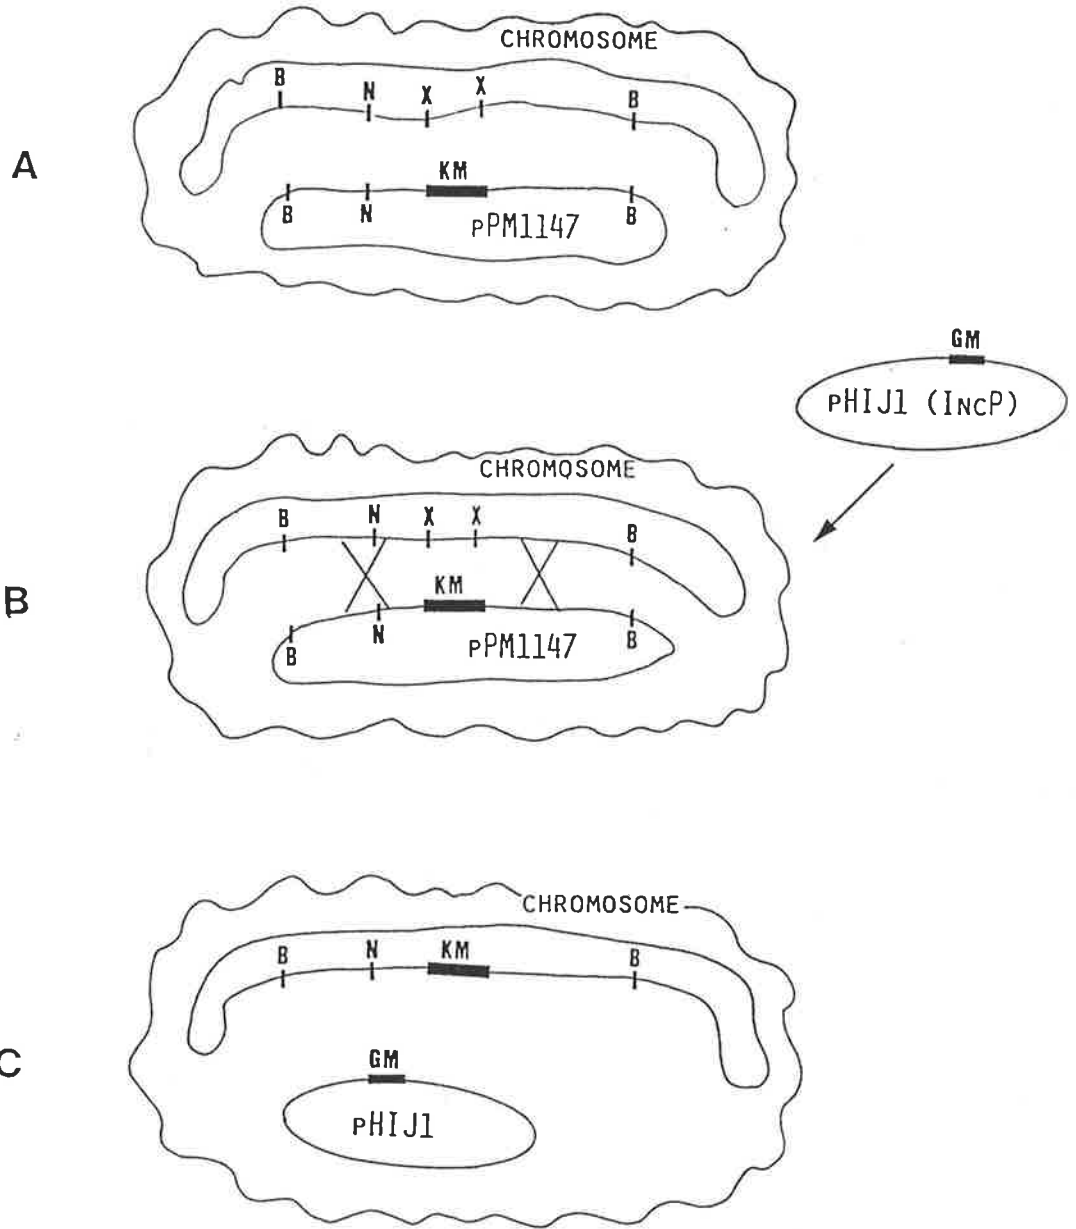 CHROMOSOME
B N X X B
A
KM
B N B
pPM1147
GM
pHIJ1 (IncP)
CHROMOSOME
B N X X B
B
KM
B N B
pPM1147
CHROMOSOME
B N KM B
C
GM
pHIJ1